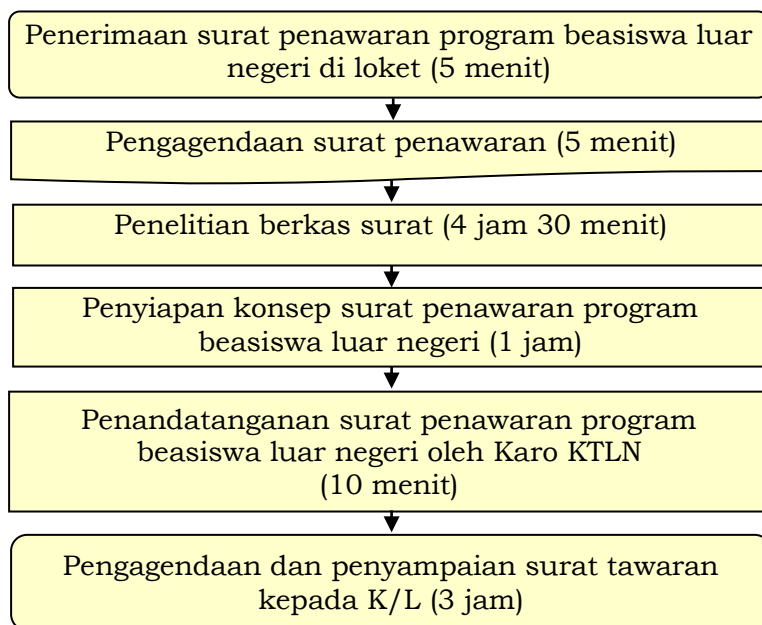 Penerimaan surat penawaran program beasiswa luar
negeri di loket (5 menit)
Pengagendaan surat penawaran (5 menit)
Penelitian berkas surat (4 jam 30 menit)
Penyiapan konsep surat penawaran program
beasiswa luar negeri (1 jam)
Penandatanganan surat penawaran program
beasiswa luar negeri oleh Karo KTLN
(10 menit)
Pengagendaan dan penyampaian surat tawaran
kepada K/L (3 jam)